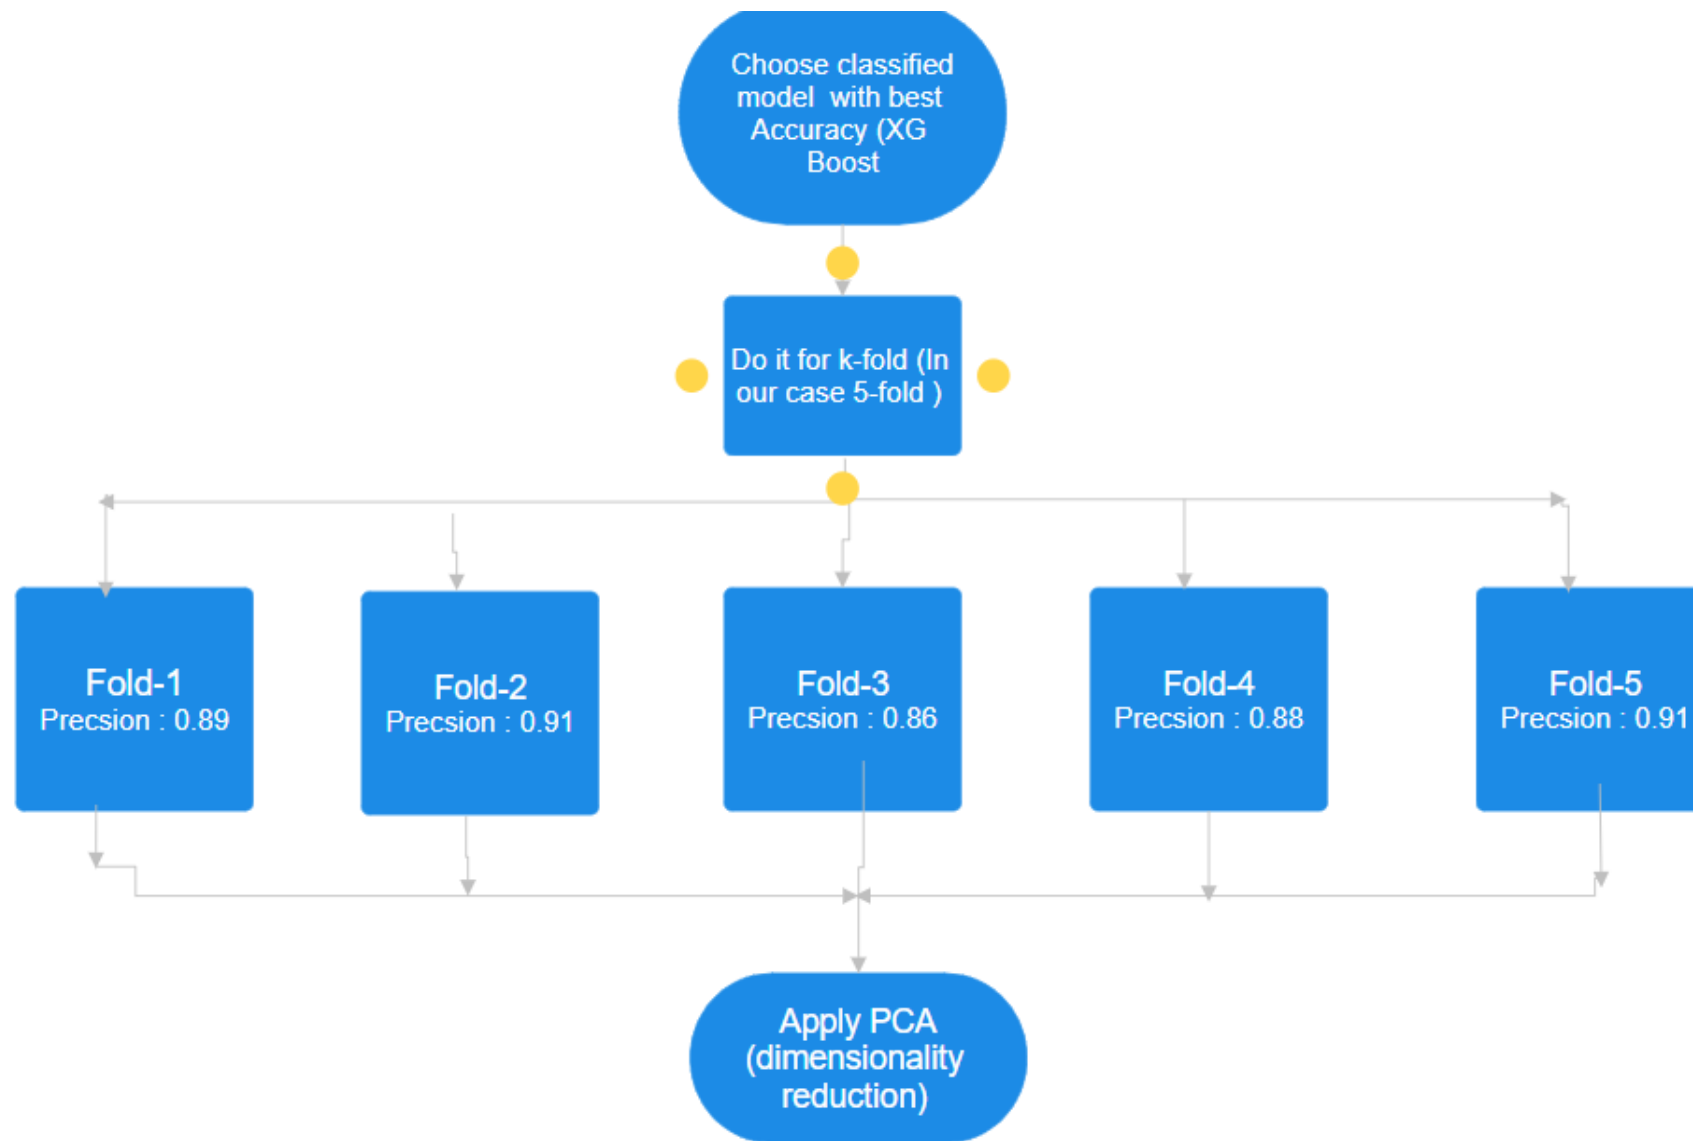 Choose classified
model with best
Accuracy (XG
Boost
Do it for k-fold (In
our case 5-fold )
Fold-1
Precsion : 0.89
Fold-2
Precsion : 0.91
Fold-3
Precsion : 0.86
Fold-4
Precsion : 0.88
Fold-5
Precsion : 0.91
Apply PCA
(dimensionality
reduction)